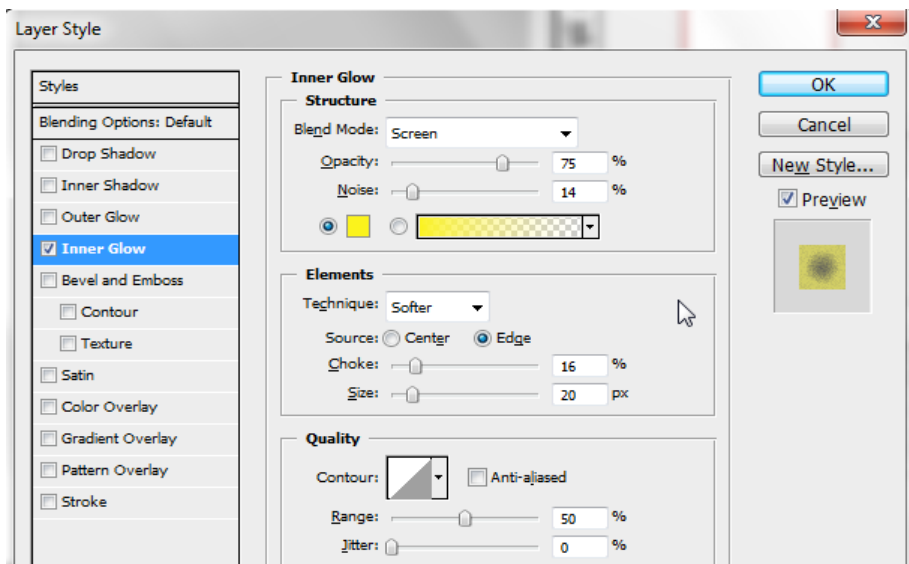 Layer Style
X
Styles
Blending Options: Default
Drop Shadow
Inner Shadow
Outer Glow
Inner Glow
Bevel and Emboss
Contour
Texture
Satin
Color Overlay
Gradient Overlay
Pattern Overlay
Stroke
Inner Glow
Structure
Blend Mode: Screen
Opacity: 75 %
Noise: 14 %
Elements
Technique: Softer
Source: Center Edge
Choke: 16 %
Size: 20 px
Quality
Contour: Anti-aliased
Range: 50 %
Jitter: 0 %
OK
Cancel
New Style...
Preview